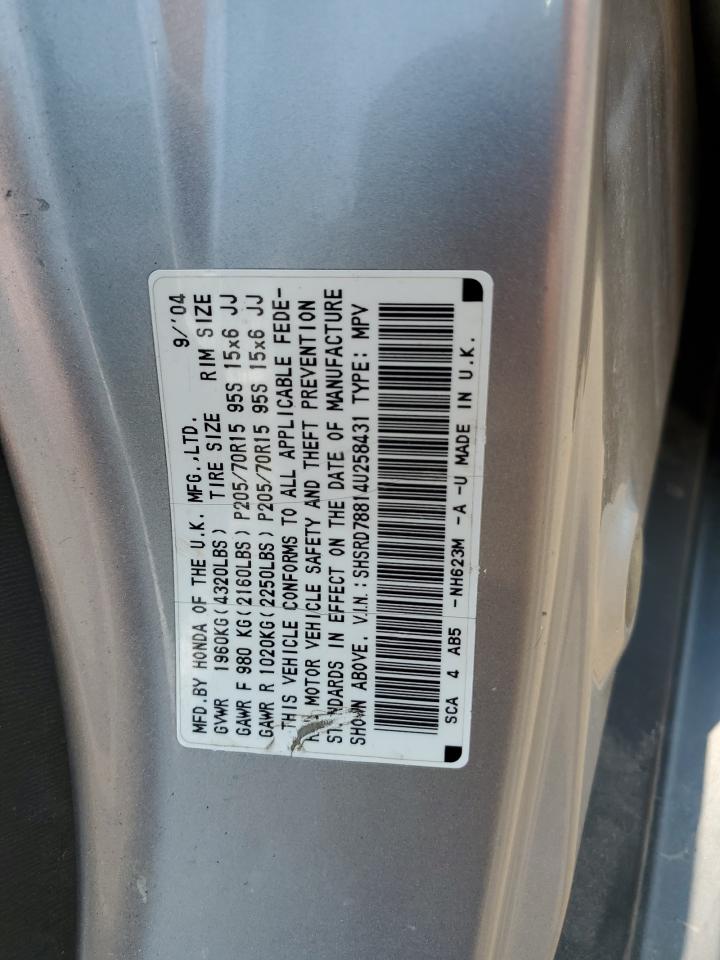 MFD.BY HONDA OF THE U.K. MFG.,LTD. 9/'04
GVWR 1960KG(4320LBS) TIRE SIZE RIM SIZE
GAWR F 980 KG(2160LBS) P205/70R15 95S 15x6 JJ
GAWR R 1020KG(2250LBS) P205/70R15 95S 15x6 JJ
THIS VEHICLE CONFORMS TO ALL APPLICABLE FEDE-
RAL MOTOR VEHICLE SAFETY AND THEFT PREVENTION
STANDARDS IN EFFECT ON THE DATE OF MANUFACTURE
SHOWN ABOVE. V.I.N.:SHSRD78814U258431 TYPE: MPV
SCA 4 AB5 -NH623M -A -U MADE IN U.K.